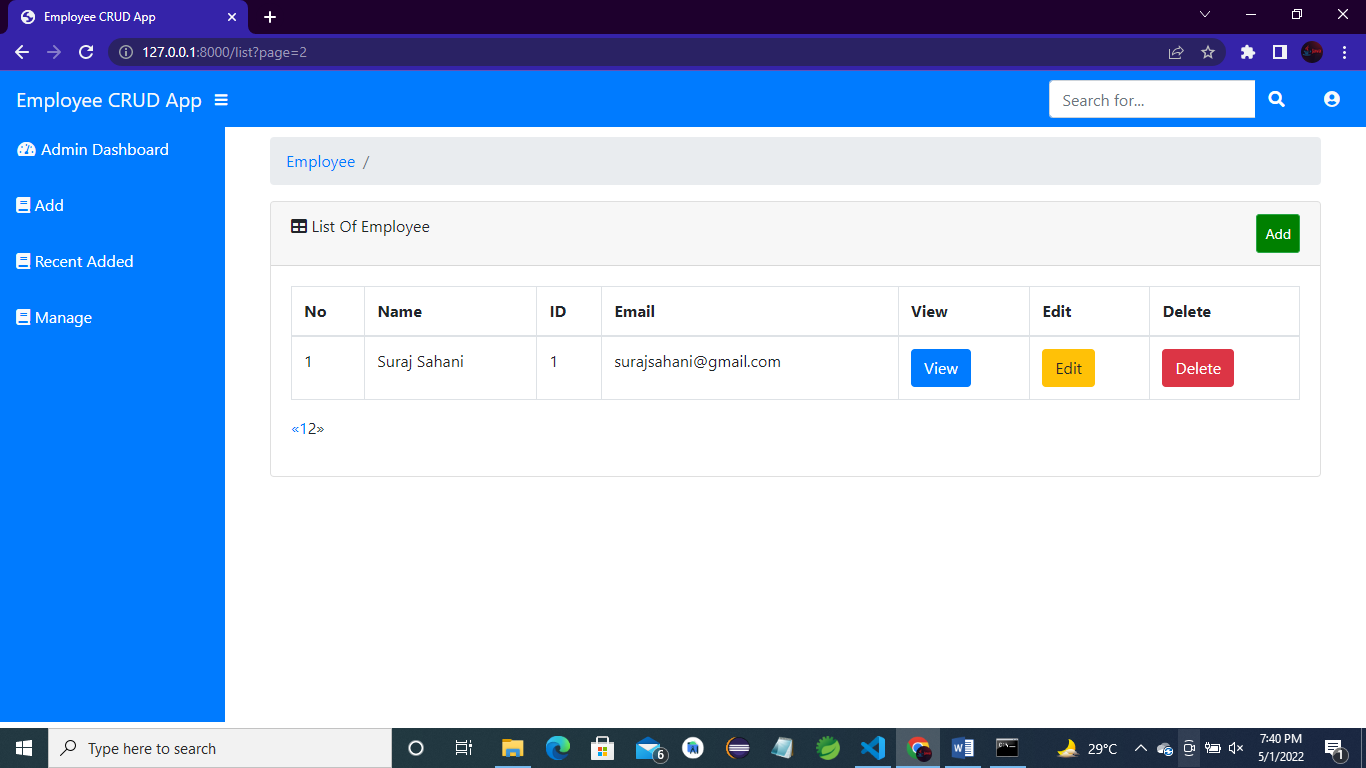 Employee CRUD App
127.0.0.1:8000/list?page=2
Employee CRUD App
Search for...
Admin Dashboard
Add
Recent Added
Manage
Employee /
List Of Employee
Add
No Name ID Email View Edit Delete
1 Suraj Sahani 1 surajsahani@gmail.com View Edit Delete
«12»
Type here to search
6
29°C
7:40 PM
5/1/2022
1